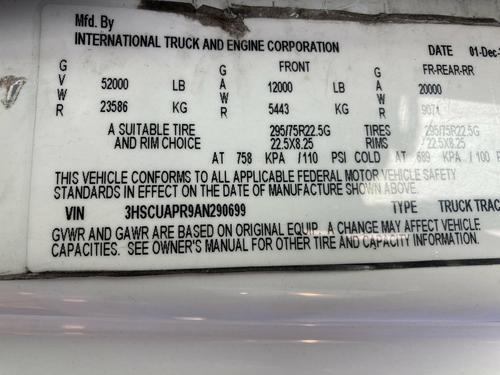 Mfd. By
INTERNATIONAL TRUCK AND ENGINE CORPORATION DATE 01-Dec-
GVWR 52000 LB GAWR FRONT 12000 LB GAWR FR-REAR-RR 20000
23586 KG 5443 KG 9071
A SUITABLE TIRE 295/75R22.5G TIRES 295/75R22.5G
AND RIM CHOICE 22.5X8.25 RIMS 22.5X8.25
AT 758 KPA /110 PSI COLD AT 689 KPA / 100
THIS VEHICLE CONFORMS TO ALL APPLICABLE FEDERAL MOTOR VEHICLE SAFETY
STANDARDS IN EFFECT ON THE DATE OF MANUFACTURE SHOWN ABOVE.
VIN 3HSCUAPR9AN290699 TYPE TRUCK TRAC
GVWR AND GAWR ARE BASED ON ORIGINAL EQUIP. A CHANGE MAY AFFECT VEHICLE
CAPACITIES. SEE OWNER'S MANUAL FOR OTHER TIRE AND CAPACITY INFORMATION.